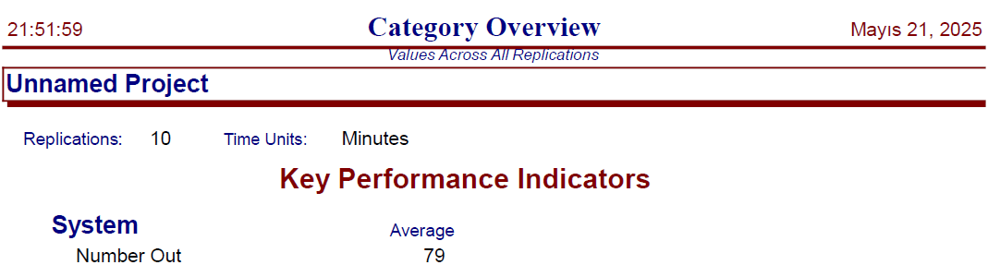 21:51:59 Category Overview Mayıs 21, 2025
Values Across All Replications
Unnamed Project
Replications: 10 Time Units: Minutes
Key Performance Indicators
System Average
Number Out 79